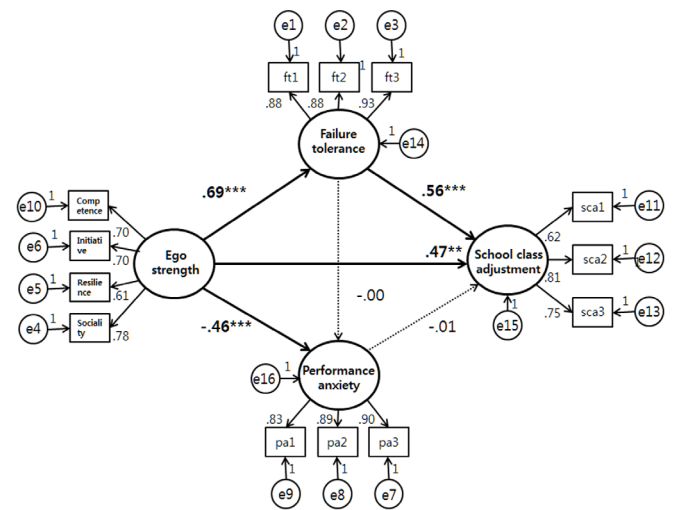 e1
e2
e3
1
1
1
ft1
ft2
ft3
.88
.88
.93
Failure
tolerance
1
e14
.69***
.56***
e10
1
Comp
etence
.70
e6
1
Initiati
ve
.70
e5
1
Resilie
nce
.61
e4
1
Sociali
ty
.78
Ego
strength
.47**
School class
adjustment
sca1
1
e11
.62
sca2
1
e12
.81
sca3
1
e13
.75
1
e15
-.00
-.01
-.46***
Performance
anxiety
e16
1
.83
.89
.90
pa1
pa2
pa3
1
1
1
e9
e8
e7